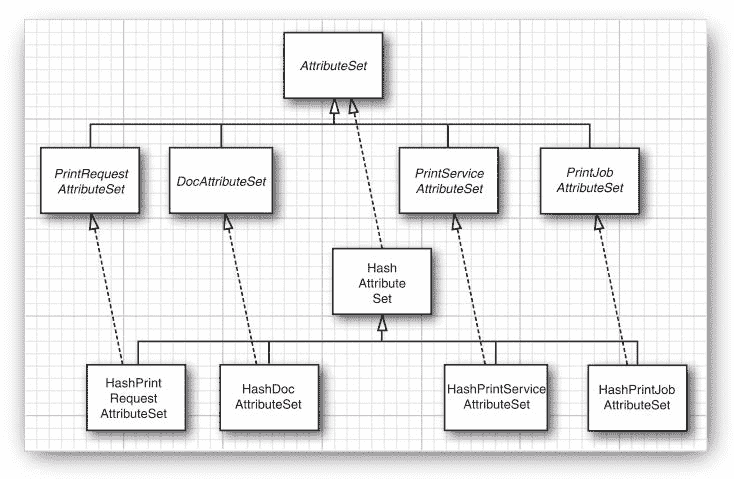 AttributeSet
PrintRequest
AttributeSet
DocAttributeSet
PrintService
AttributeSet
PrintJob
AttributeSet
Hash
Attribute
Set
HashPrint
Request
AttributeSet
HashDoc
AttributeSet
HashPrintService
AttributeSet
HashPrintJob
AttributeSet